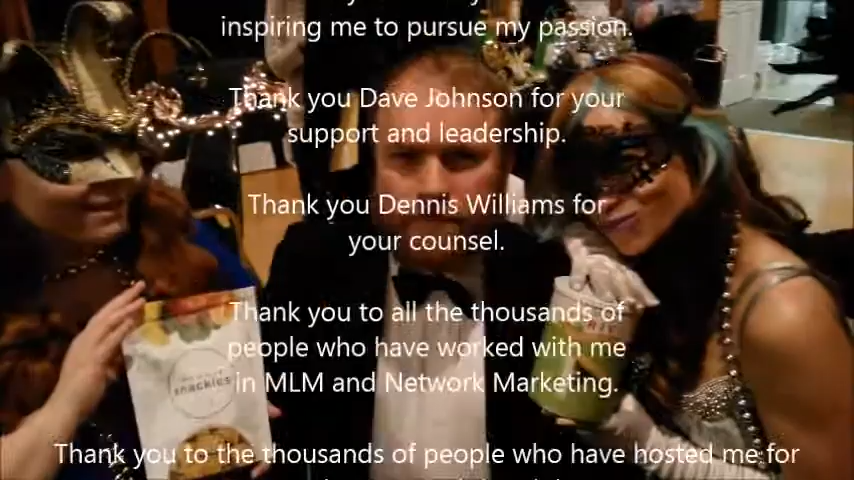 inspiring me to pursue my passion.
Thank you Dave Johnson for your
support and leadership.
Thank you Dennis Williams for
your counsel.
Thank you to all the thousands of
people who have worked with me
in MLM and Network Marketing.
Thank you to the thousands of people who have hosted me for
snackies